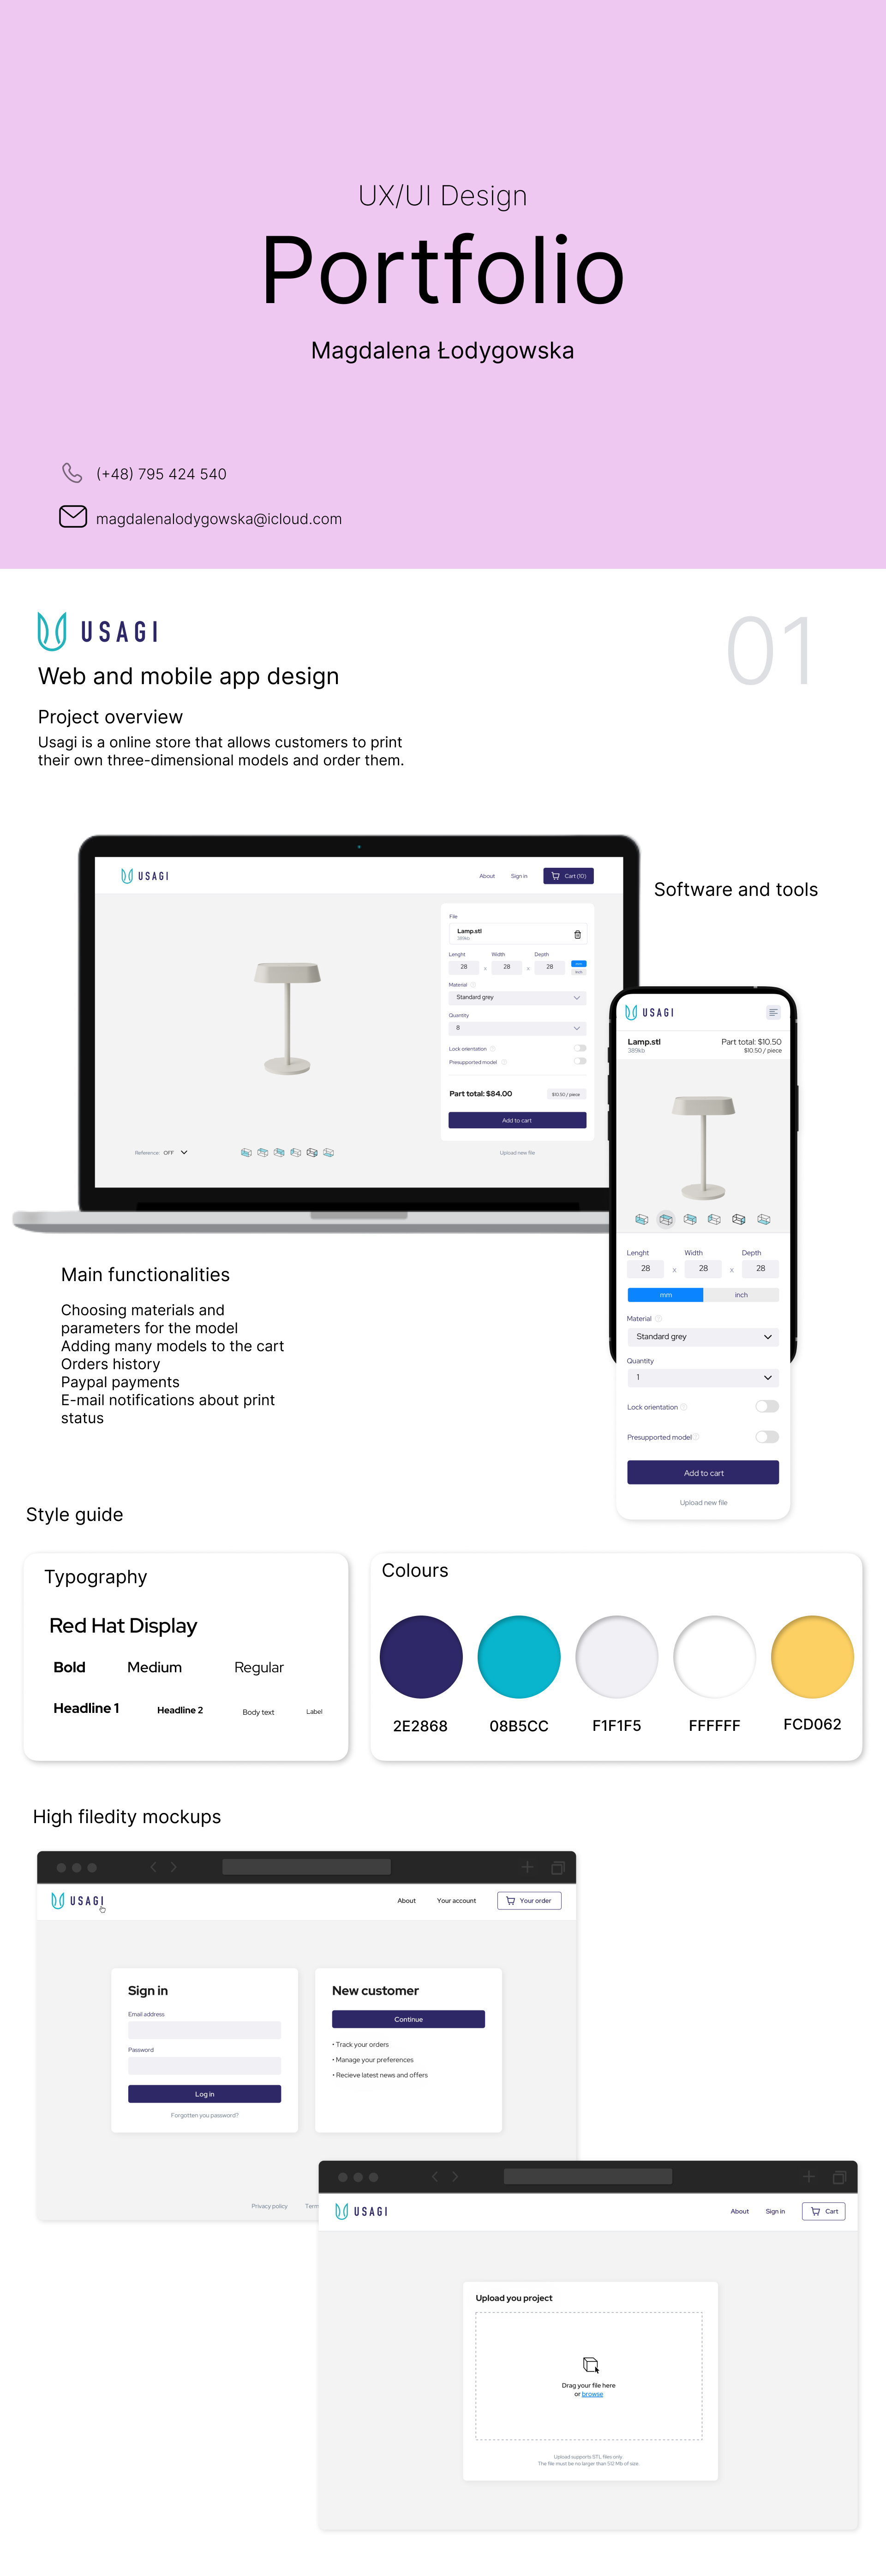 UX/UI Design
Portfolio
Magdalena Łodygowska
(+48) 795 424 540
magdalenalodygowska@icloud.com
USAGI
01
Web and mobile app design
Project overview
Usagi is a online store that allows customers to print
their own three-dimensional models and order them.
USAGI
About
Sign in
Cart (10)
File
Lamp.stl
389kb
Lenght
Width
Depth
28
x
28
x
28
mm
inch
Material
Standard grey
Quantity
8
Lock orientation
Presupported model
Part total: $84.00
$10.50 / piece
Add to cart
Reference: OFF
Upload new file
Software and tools
USAGI
Lamp.stl
Part total: $10.50
389kb
$10.50 / piece
Lenght
Width
Depth
28
x
28
x
28
mm
inch
Material
Standard grey
Quantity
1
Lock orientation
Presupported model
Add to cart
Upload new file
Main functionalities
Choosing materials and
parameters for the model
Adding many models to the cart
Orders history
Paypal payments
E-mail notifications about print
status
Style guide
Typography
Red Hat Display
Bold
Medium
Regular
Headline 1
Headline 2
Body text
Label
Colours
2E2868
08B5CC
F1F1F5
FFFFFF
FCD062
High filedity mockups
USAGI
About
Your account
Your order
Sign in
Email address
Password
Log in
Forgotten you password?
New customer
Continue
• Track your orders
• Manage your preferences
• Recieve latest news and offers
Privacy policy
Term
USAGI
About
Sign in
Cart
Upload you project
Drag your file here
or browse
Upload supports STL files only.
The file must be no larger than 512 Mb of size.